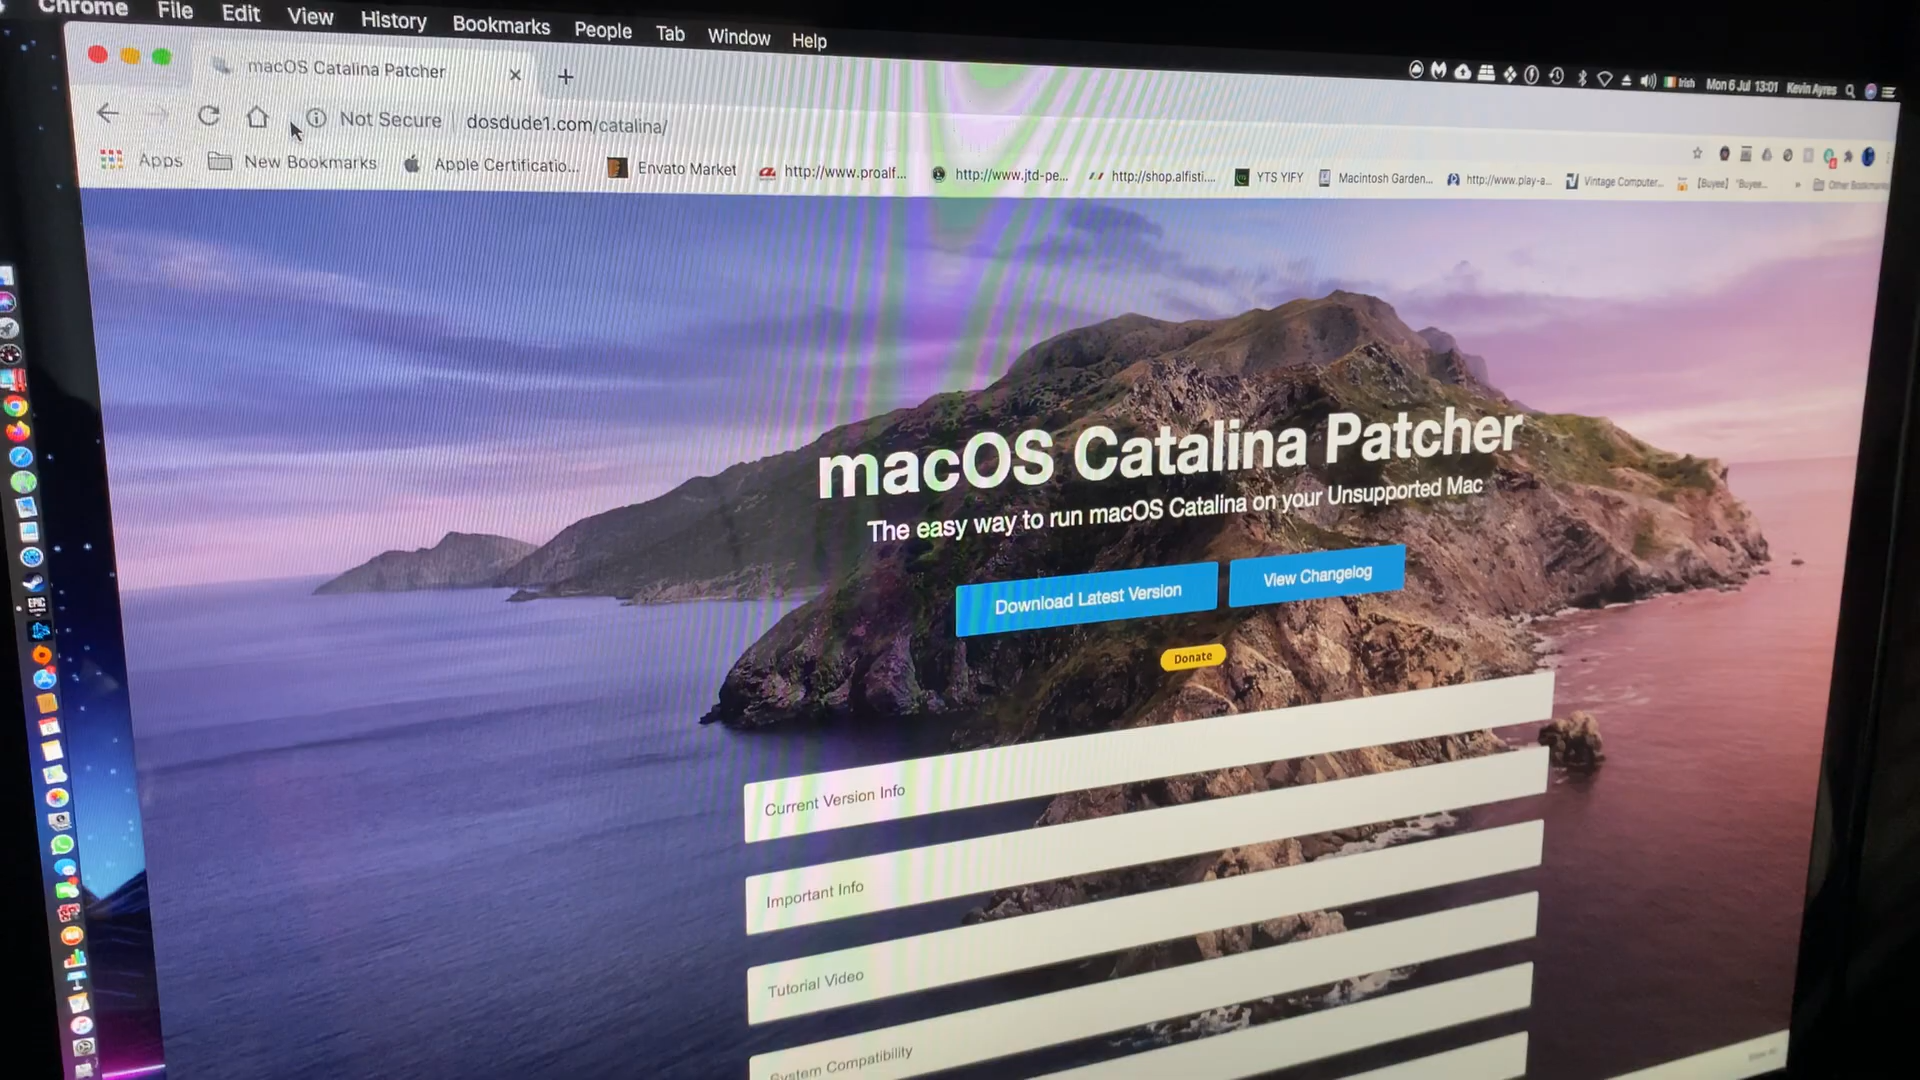 Chrome File Edit View History Bookmarks People Tab Window Help
Irish Mon 6 Jul 13:01 Kevin Ayres
macOS Catalina Patcher
Not Secure dosdude1.com/catalina/
Apps New Bookmarks Apple Certificatio... Envato Market http://www.proalf... http://www.jtd-pe... http://shop.alfisti.... YTS YIFY Macintosh Garden... http://www.play-a... Vintage Computer... [Buyee] "Buyee... » Other Bookmarks
macOS Catalina Patcher
The easy way to run macOS Catalina on your Unsupported Mac
Download Latest Version View Changelog
Donate
Current Version Info
Important Info
Tutorial Video
System Compatibility
EPIC